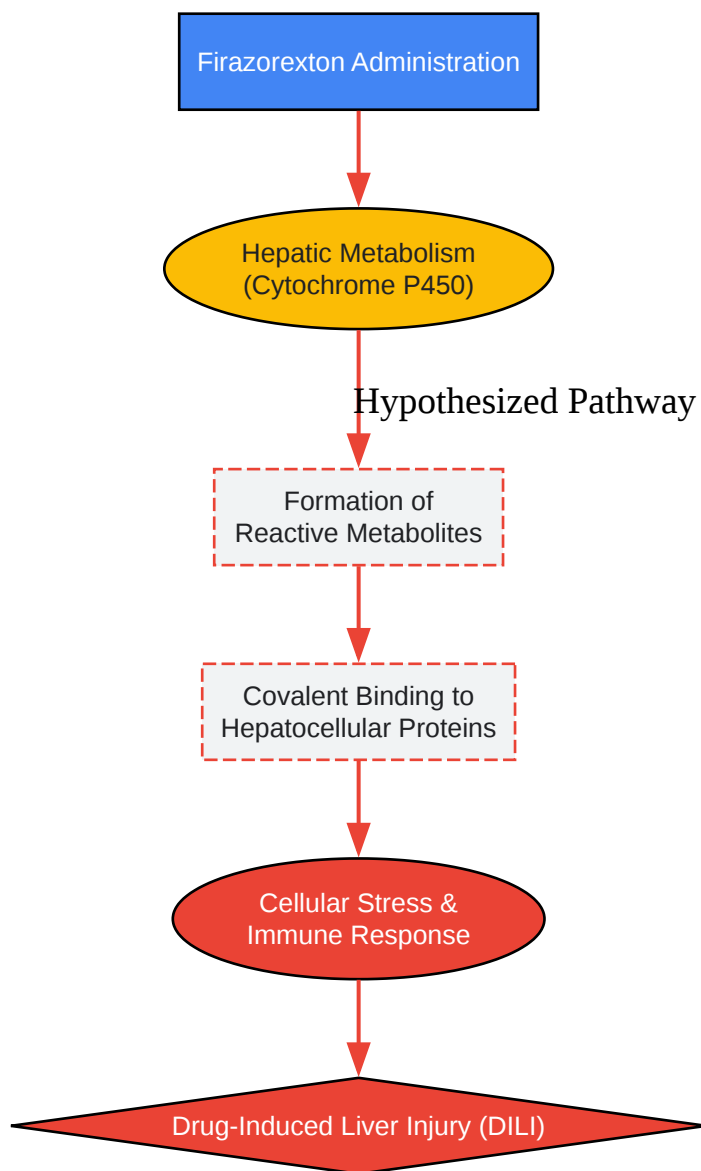 Firazorexton Administration
Hepatic Metabolism
(Cytochrome P450)
Hypothesized Pathway
Formation of
Reactive Metabolites
Covalent Binding to
Hepatocellular Proteins
Cellular Stress &
Immune Response
Drug-Induced Liver Injury (DILI)